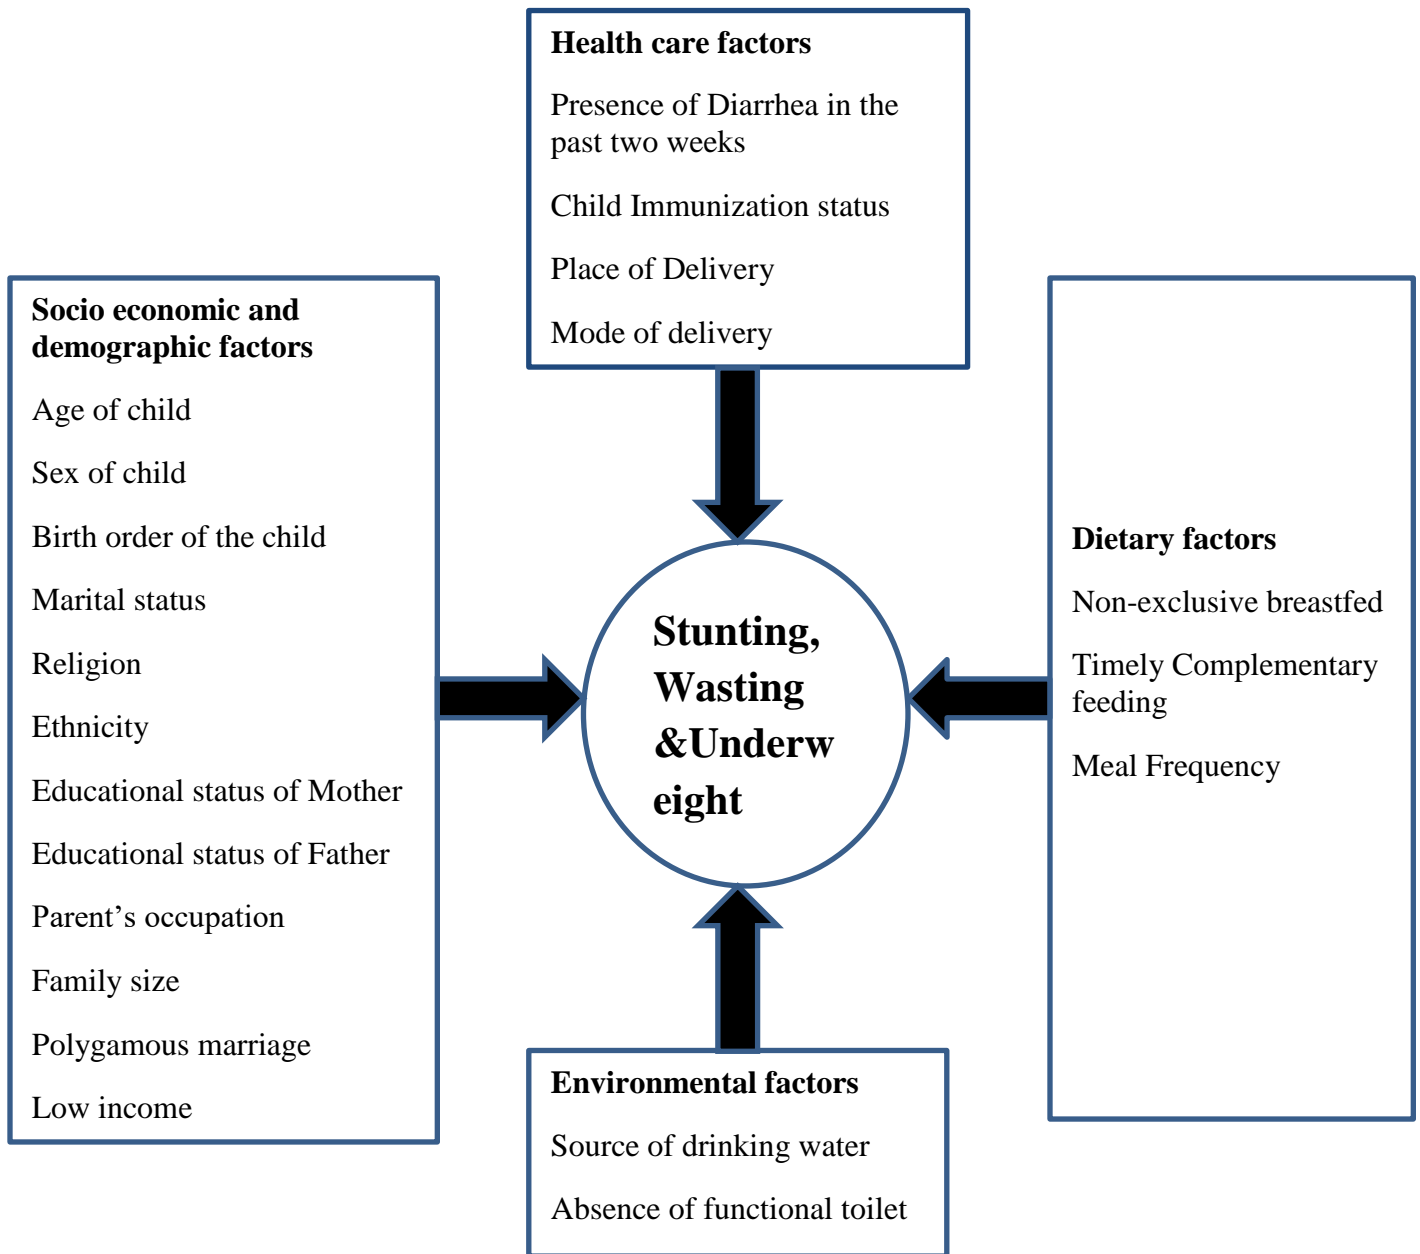 Health care factors
Presence of Diarrhea in the
past two weeks
Child Immunization status
Place of Delivery
Mode of delivery
Socio economic and
demographic factors
Age of child
Sex of child
Birth order of the child
Marital status
Religion
Ethnicity
Educational status of Mother
Educational status of Father
Parent’s occupation
Family size
Polygamous marriage
Low income
Stunting,
Wasting
&Underw
eight
Dietary factors
Non-exclusive breastfed
Timely Complementary
feeding
Meal Frequency
Environmental factors
Source of drinking water
Absence of functional toilet